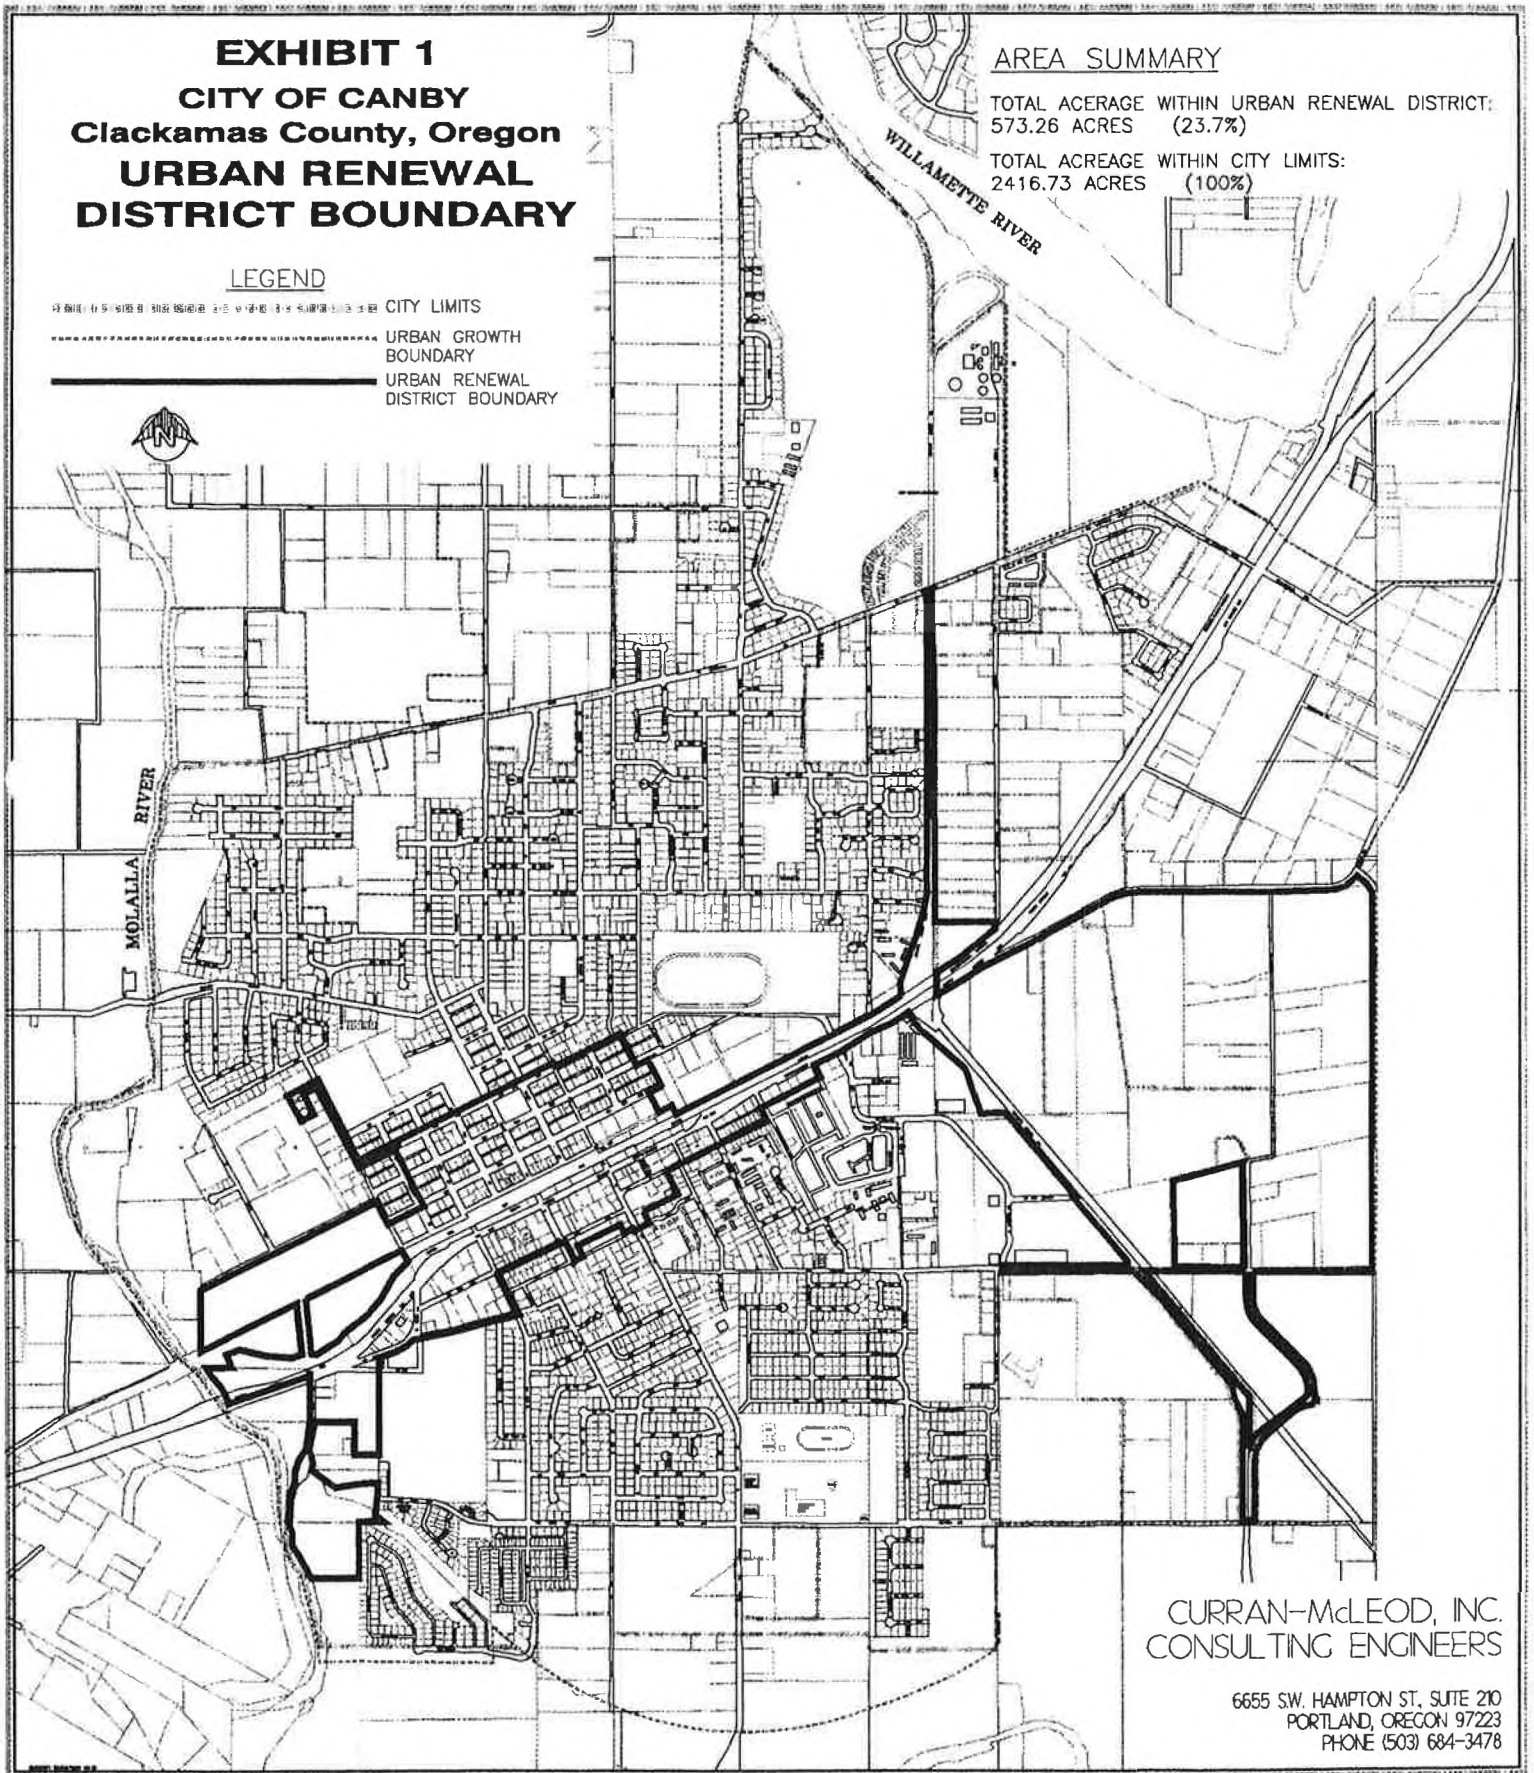 EXHIBIT 1
CITY OF CANBY
Clackamas County, Oregon
URBAN RENEWAL
DISTRICT BOUNDARY
LEGEND
CITY LIMITS
URBAN GROWTH
BOUNDARY
URBAN RENEWAL
DISTRICT BOUNDARY
N
AREA SUMMARY
TOTAL ACERAGE WITHIN URBAN RENEWAL DISTRICT:
573.26 ACRES (23.7%)
TOTAL ACREAGE WITHIN CITY LIMITS:
2416.73 ACRES (100%)
WILLAMETTE RIVER
MOLALLA RIVER
CURRAN-McLEOD, INC.
CONSULTING ENGINEERS
6655 S.W. HAMPTON ST., SUITE 210
PORTLAND, OREGON 97223
PHONE (503) 684-3478